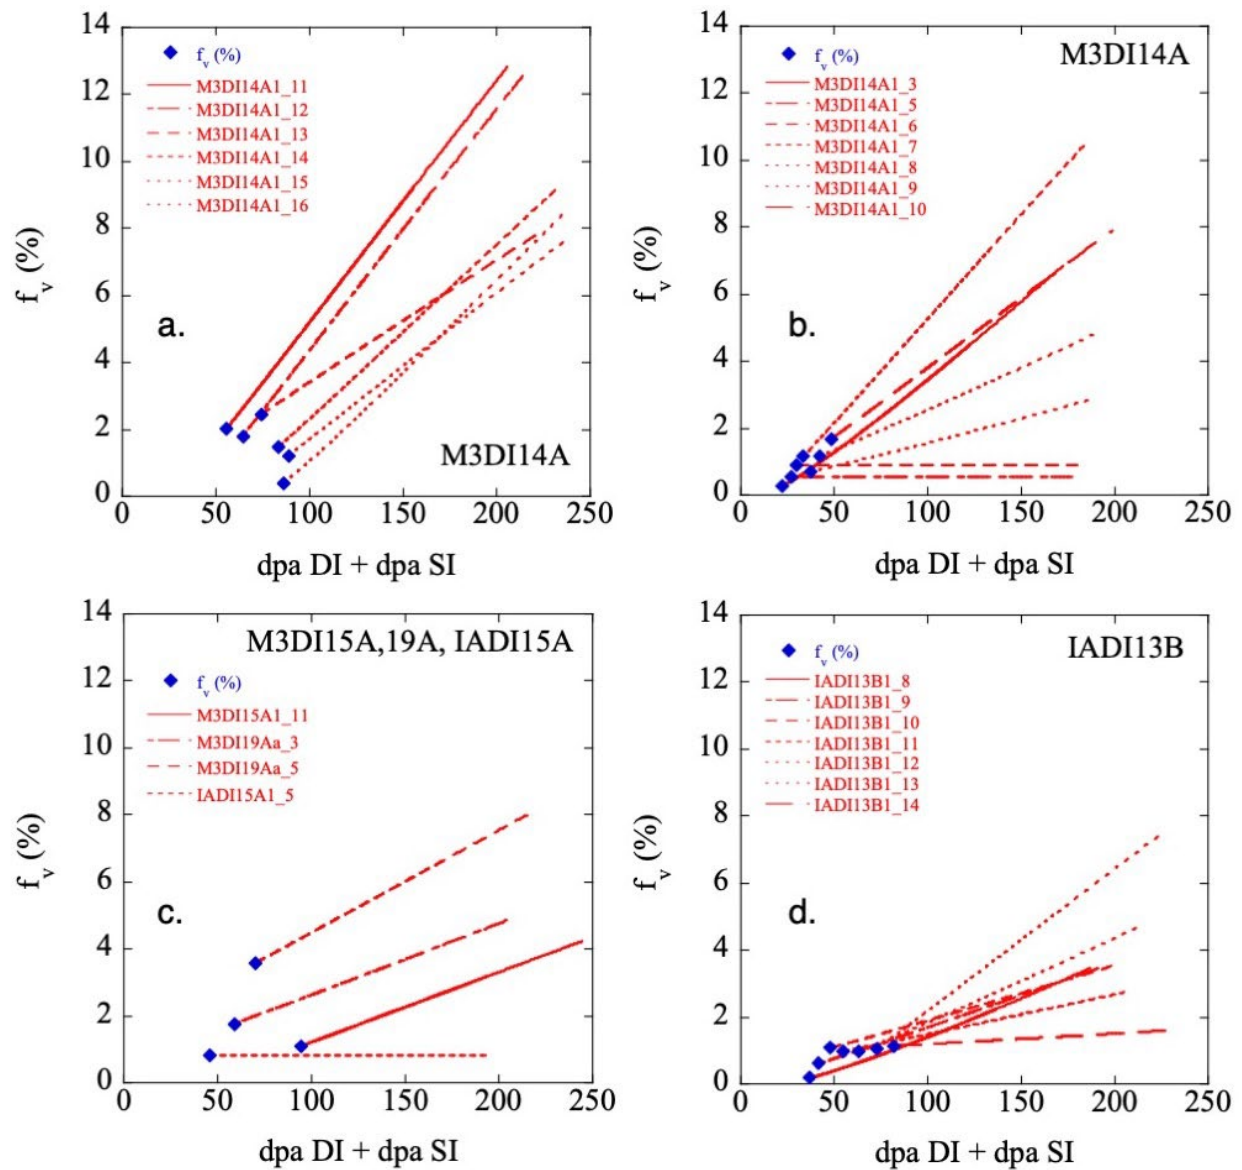 14
12
10
8
6
4
2
0
f_v (%)
f_v (%)
M3DI14A1_11
M3DI14A1_12
M3DI14A1_13
M3DI14A1_14
M3DI14A1_15
M3DI14A1_16
a.
M3DI14A
0 50 100 150 200 250
dpa DI + dpa SI
14
12
10
8
6
4
2
0
f_v (%)
f_v (%)
M3DI14A
M3DI14A1_3
M3DI14A1_5
M3DI14A1_6
M3DI14A1_7
M3DI14A1_8
M3DI14A1_9
M3DI14A1_10
b.
0 50 100 150 200 250
dpa DI + dpa SI
14
12
10
8
6
4
2
0
f_v (%)
M3DI15A,19A, IADI15A
f_v (%)
M3DI15A1_11
M3DI19Aa_3
M3DI19Aa_5
IADI15A1_5
c.
0 50 100 150 200 250
dpa DI + dpa SI
14
12
10
8
6
4
2
0
f_v (%)
IADI13B
f_v (%)
IADI13B1_8
IADI13B1_9
IADI13B1_10
IADI13B1_11
IADI13B1_12
IADI13B1_13
IADI13B1_14
d.
0 50 100 150 200 250
dpa DI + dpa SI